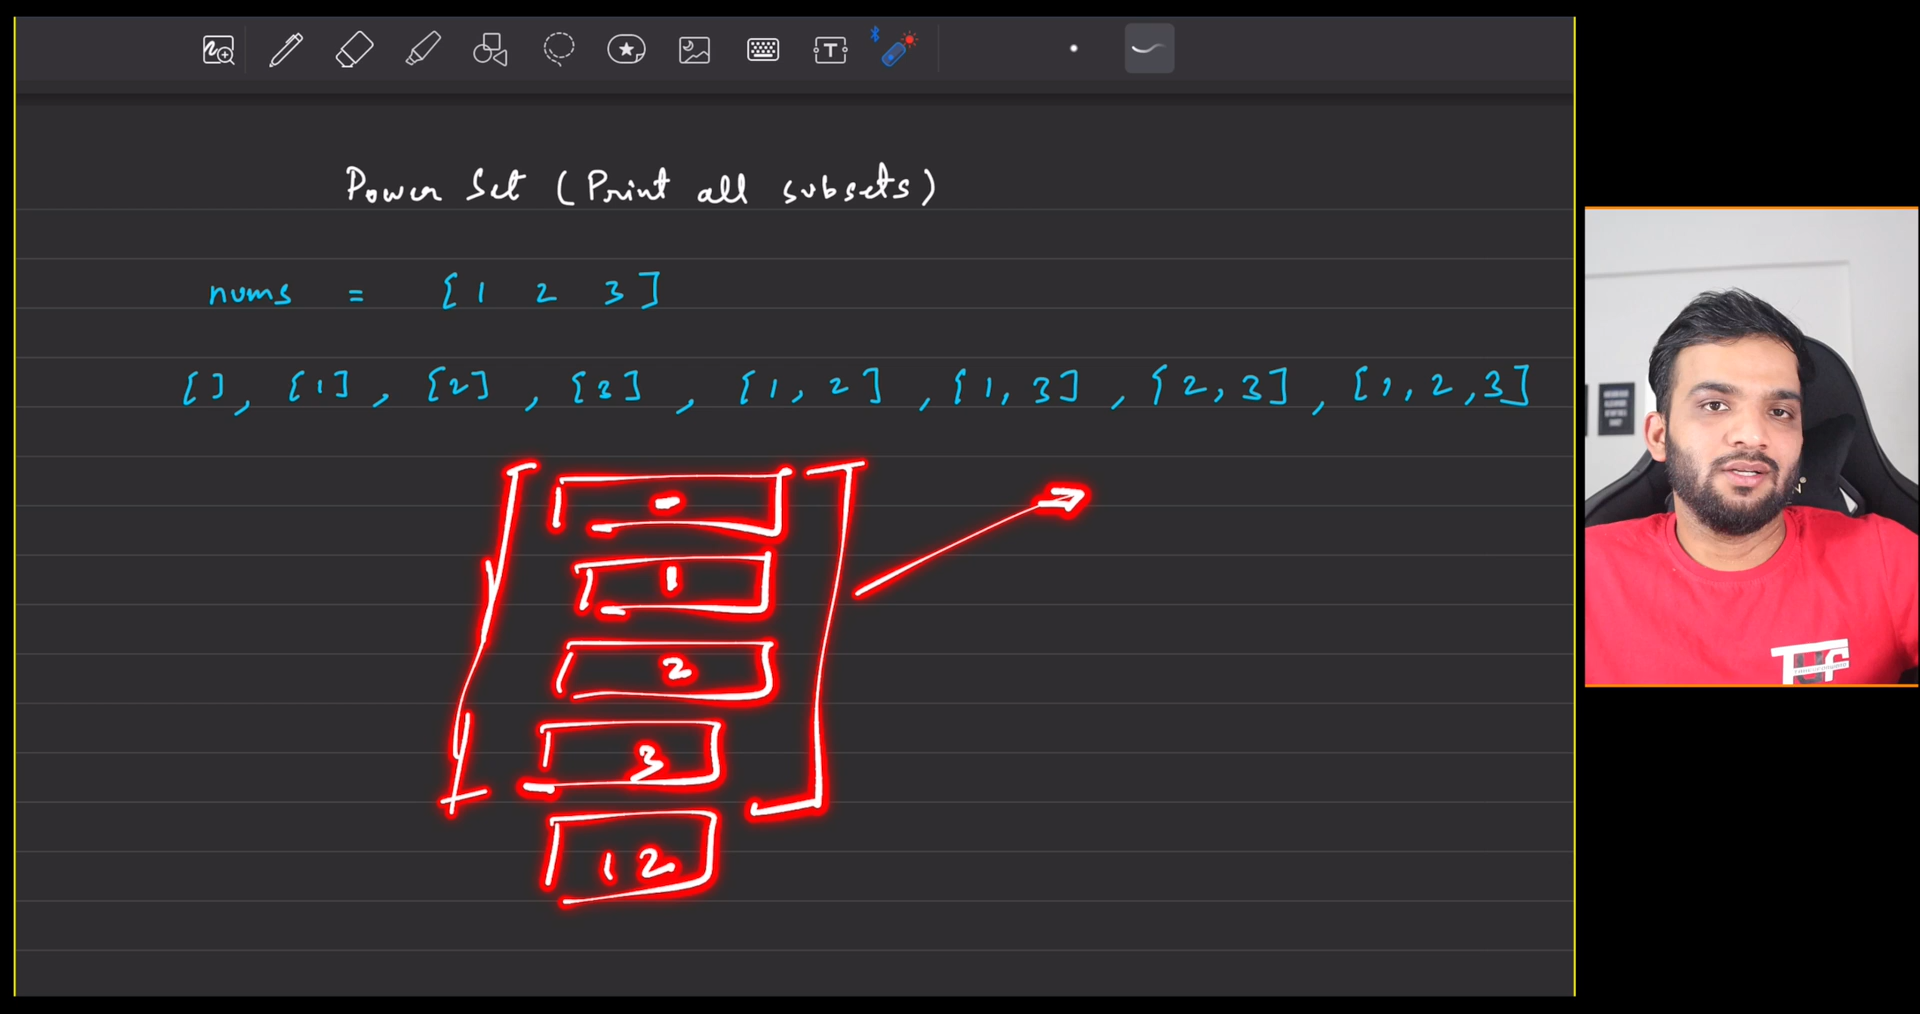 Power Set (Print all subsets)
nums = [1 2 3]
[], [1], [2], [3], [1,2], [1,3], [2,3], [1,2,3]
1
2
3
1 2
T
TUF